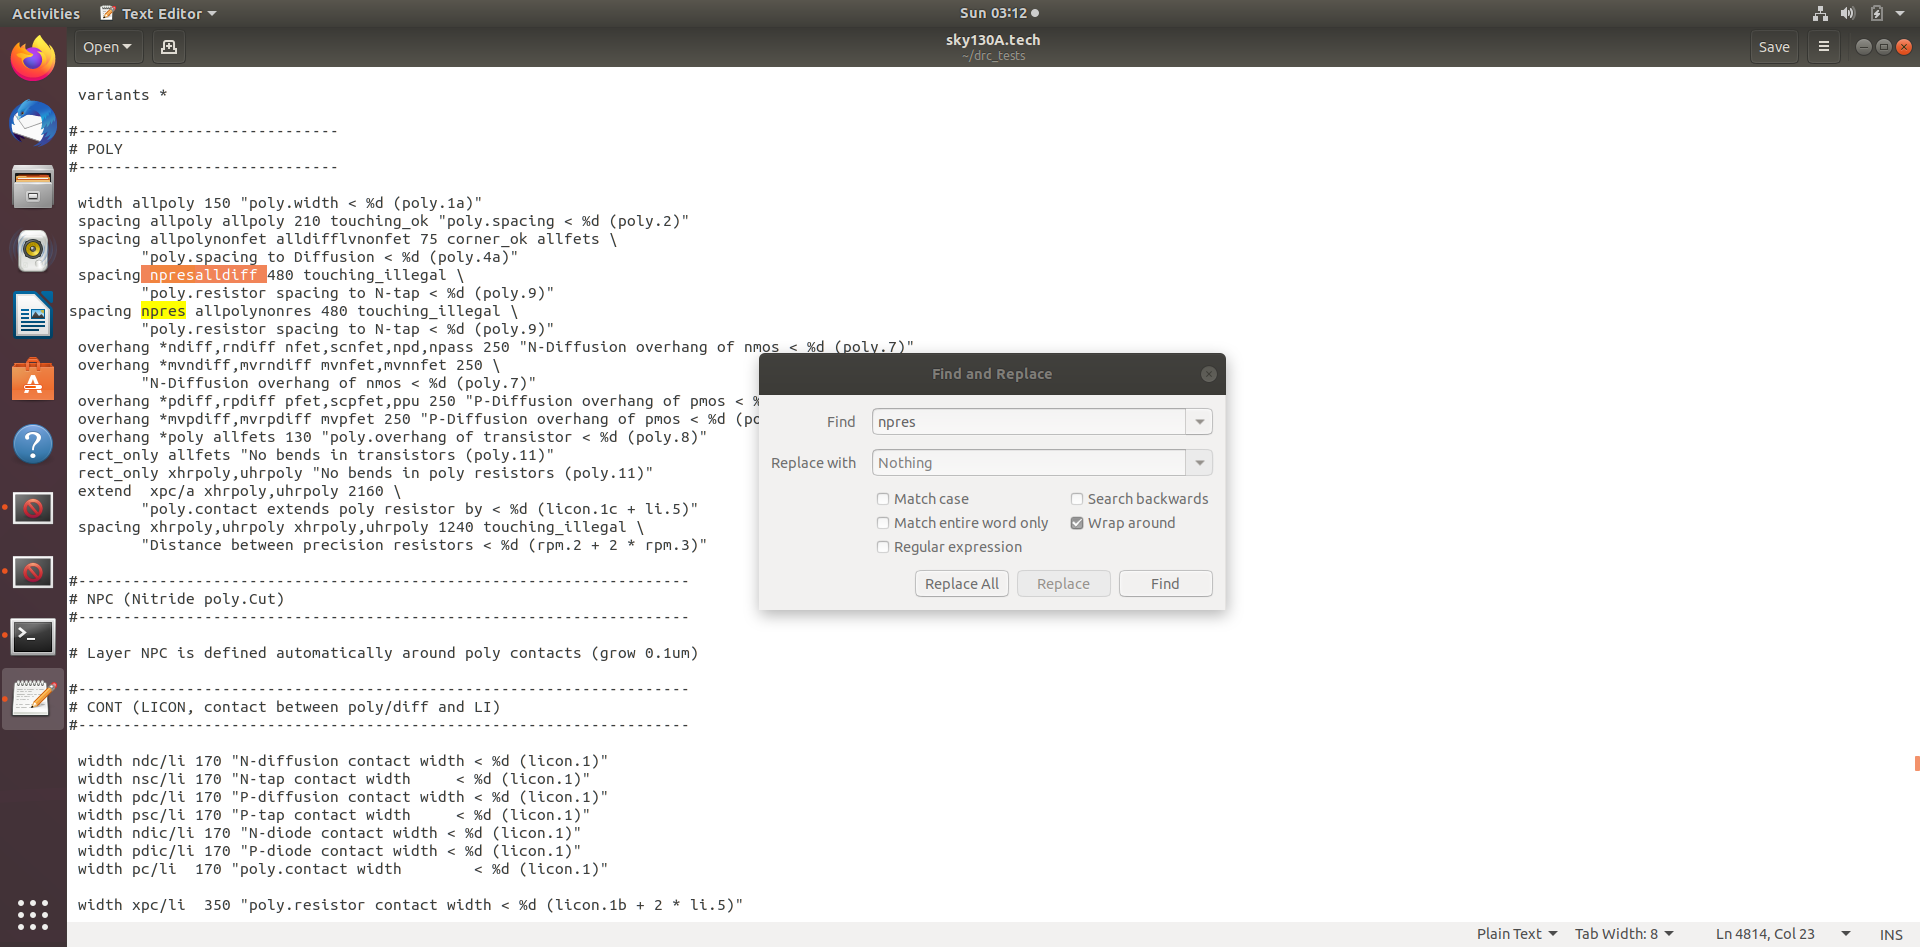 Activities Text Editor Sun 03:12
Open sky130A.tech Save
~/drc_tests
variants *
#-----------------------------
# POLY
#-----------------------------
width allpoly 150 "poly.width < %d (poly.1a)"
spacing allpoly allpoly 210 touching_ok "poly.spacing < %d (poly.2)"
spacing allpolynonfet alldifflvnonfet 75 corner_ok allfets \
"poly.spacing to Diffusion < %d (poly.4a)"
spacing npresalldiff 480 touching_illegal \
"poly.resistor spacing to N-tap < %d (poly.9)"
spacing npres allpolynonres 480 touching_illegal \
"poly.resistor spacing to N-tap < %d (poly.9)"
overhang *ndiff,rndiff nfet,scnfet,npd,npass 250 "N-Diffusion overhang of nmos < %d (poly.7)"
overhang *mvndiff,mvrndiff mvnfet,mvnnfet 250 \
"N-Diffusion overhang of nmos < %d (poly.7)"
overhang *pdiff,rpdiff pfet,scpfet,ppu 250 "P-Diffusion overhang of pmos < %
overhang *mvpdiff,mvrpdiff mvpfet 250 "P-Diffusion overhang of pmos < %d (po
overhang *poly allfets 130 "poly.overhang of transistor < %d (poly.8)"
rect_only allfets "No bends in transistors (poly.11)"
rect_only xhrpoly,uhrpoly "No bends in poly resistors (poly.11)"
extend  xpc/a xhrpoly,uhrpoly 2160 \
"poly.contact extends poly resistor by < %d (licon.1c + li.5)"
spacing xhrpoly,uhrpoly xhrpoly,uhrpoly 1240 touching_illegal \
"Distance between precision resistors < %d (rpm.2 + 2 * rpm.3)"
#--------------------------------------------------------------------
# NPC (Nitride poly.Cut)
#--------------------------------------------------------------------
# Layer NPC is defined automatically around poly contacts (grow 0.1um)
#--------------------------------------------------------------------
# CONT (LICON, contact between poly/diff and LI)
#--------------------------------------------------------------------
width ndc/li 170 "N-diffusion contact width < %d (licon.1)"
width nsc/li 170 "N-tap contact width     < %d (licon.1)"
width pdc/li 170 "P-diffusion contact width < %d (licon.1)"
width psc/li 170 "P-tap contact width     < %d (licon.1)"
width ndic/li 170 "N-diode contact width < %d (licon.1)"
width pdic/li 170 "P-diode contact width < %d (licon.1)"
width pc/li  170 "poly.contact width        < %d (licon.1)"
width xpc/li  350 "poly.resistor contact width < %d (licon.1b + 2 * li.5)"
Find and Replace
Find npres
Replace with Nothing
Match case Search backwards
Match entire word only Wrap around
Regular expression
Replace All Replace Find
Plain Text Tab Width: 8 Ln 4814, Col 23 INS